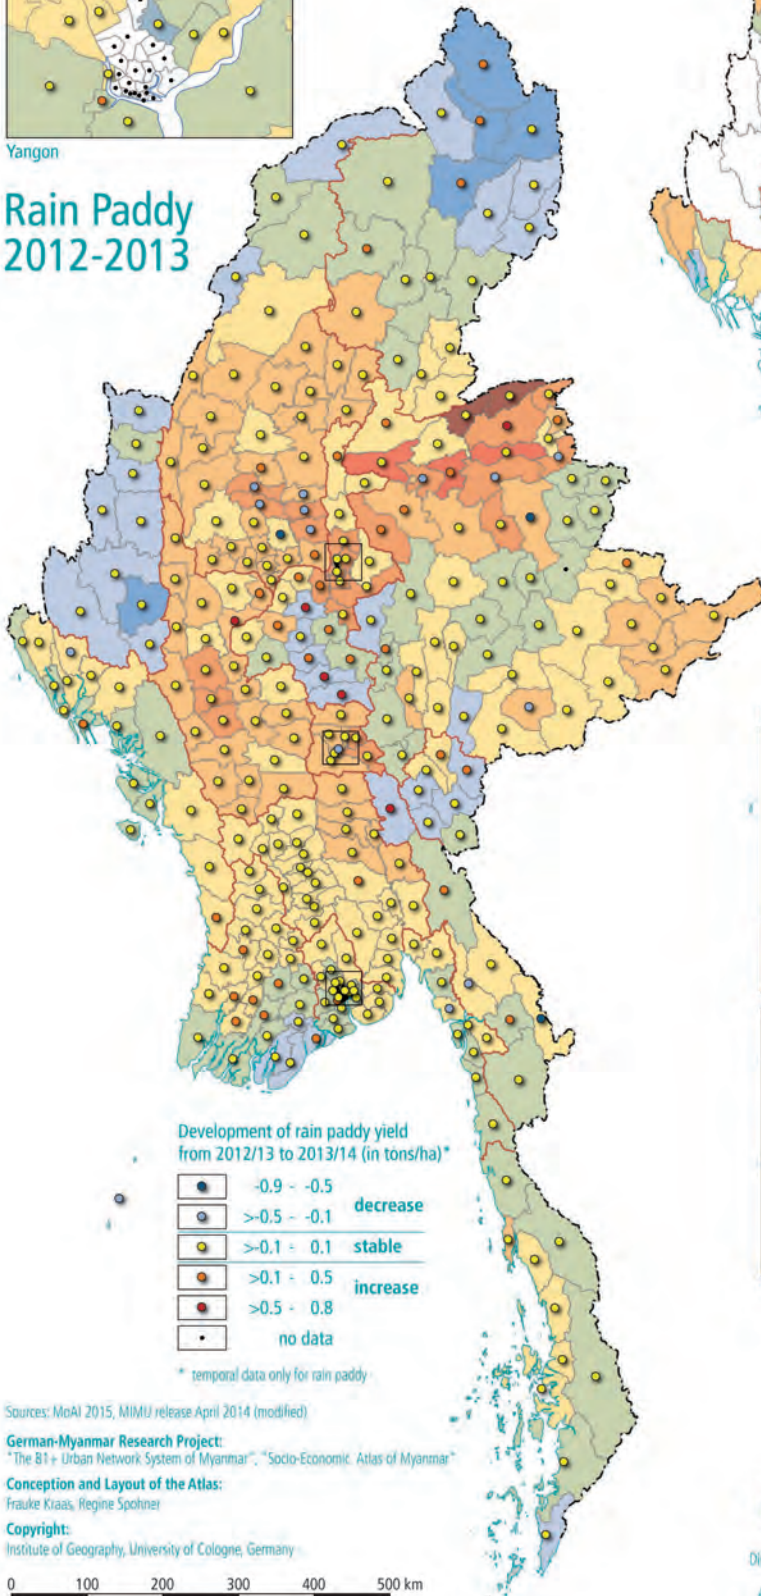 Yangon
Rain Paddy
2012-2013
Development of rain paddy yield
from 2012/13 to 2013/14 (in tons/ha)*
-0.9 - -0.5
decrease
>-0.5 - -0.1
>-0.1 - 0.1 stable
>0.1 - 0.5
increase
>0.5 - 0.8
no data
* temporal data only for rain paddy
Sources: MoAI 2015, MIMU release April 2014 (modified)
German-Myanmar Research Project:
"The 81+ Urban Network System of Myanmar", "Socio-Economic Atlas of Myanmar"
Conception and Layout of the Atlas:
Frauke Kraas, Regine Spohner
Copyright:
Institute of Geography, University of Cologne, Germany
0 100 200 300 400 500 km